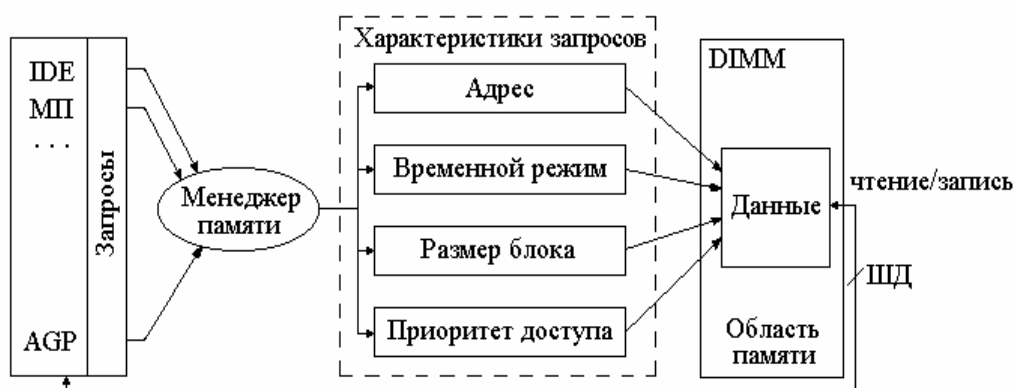 Характеристики запросов
IDE
МП
. . .
AGP
Запросы
Менеджер
памяти
Адрес
Временной режим
Размер блока
Приоритет доступа
DIMM
Данные
Область
памяти
чтение/запись
ШД